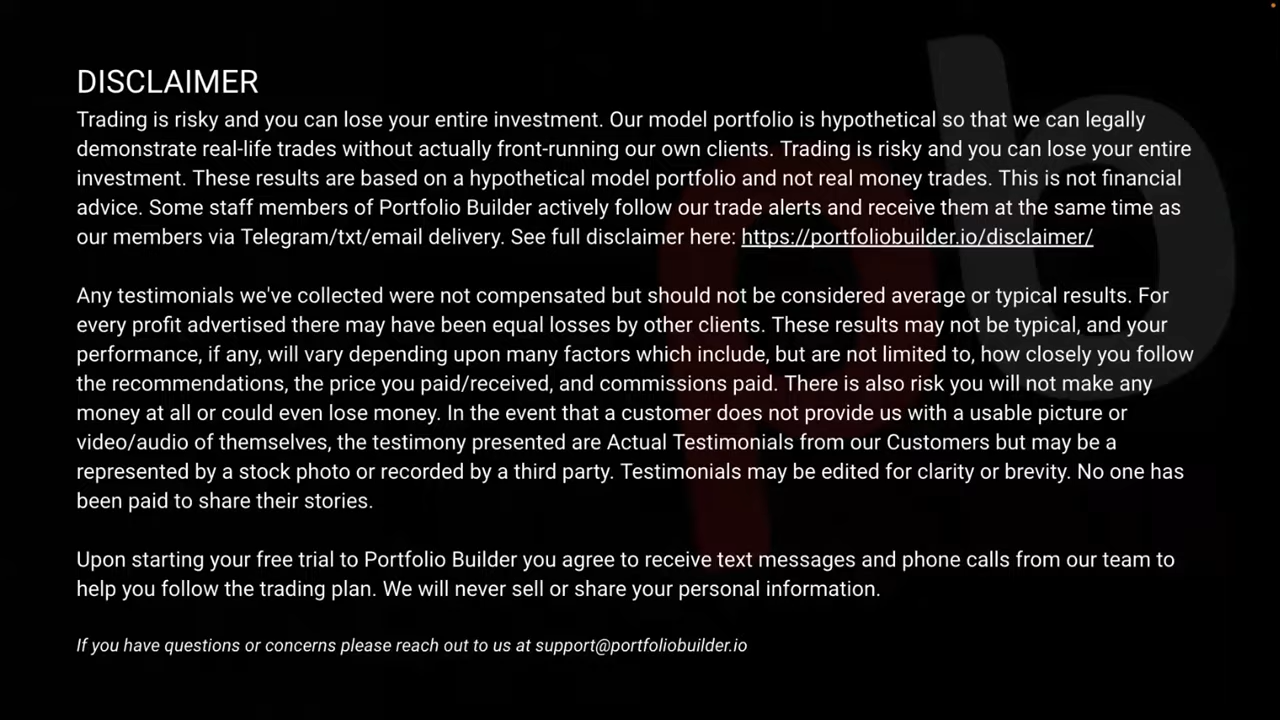 DISCLAIMER
Trading is risky and you can lose your entire investment. Our model portfolio is hypothetical so that we can legally
demonstrate real-life trades without actually front-running our own clients. Trading is risky and you can lose your entire
investment. These results are based on a hypothetical model portfolio and not real money trades. This is not financial
advice. Some staff members of Portfolio Builder actively follow our trade alerts and receive them at the same time as
our members via Telegram/txt/email delivery. See full disclaimer here: https://portfoliobuilder.io/disclaimer/
Any testimonials we've collected were not compensated but should not be considered average or typical results. For
every profit advertised there may have been equal losses by other clients. These results may not be typical, and your
performance, if any, will vary depending upon many factors which include, but are not limited to, how closely you follow
the recommendations, the price you paid/received, and commissions paid. There is also risk you will not make any
money at all or could even lose money. In the event that a customer does not provide us with a usable picture or
video/audio of themselves, the testimony presented are Actual Testimonials from our Customers but may be a
represented by a stock photo or recorded by a third party. Testimonials may be edited for clarity or brevity. No one has
been paid to share their stories.
Upon starting your free trial to Portfolio Builder you agree to receive text messages and phone calls from our team to
help you follow the trading plan. We will never sell or share your personal information.
If you have questions or concerns please reach out to us at support@portfoliobuilder.io
pb